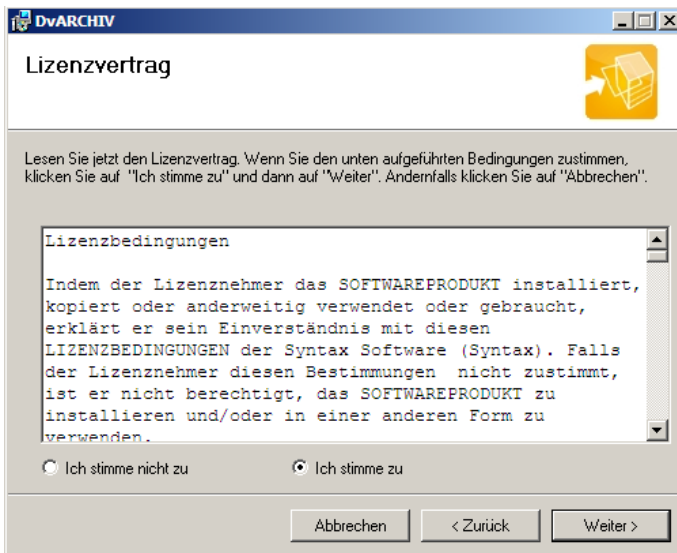 DvARCHIV
Lizenzvertrag
Lesen Sie jetzt den Lizenzvertrag. Wenn Sie den unten aufgeführten Bedingungen zustimmen,
klicken Sie auf "Ich stimme zu" und dann auf "Weiter". Andernfalls klicken Sie auf "Abbrechen".
Lizenzbedingungen
Indem der Lizenznehmer das SOFTWAREPRODUKT installiert,
kopiert oder anderweitig verwendet oder gebraucht,
erklärt er sein Einverständnis mit diesen
LIZENZBEDINGUNGEN der Syntax Software (Syntax). Falls
der Lizenznehmer diesen Bestimmungen nicht zustimmt,
ist er nicht berechtigt, das SOFTWAREPRODUKT zu
installieren und/oder in einer anderen Form zu
verwenden.
Ich stimme nicht zu
Ich stimme zu
Abbrechen
< Zurück
Weiter >